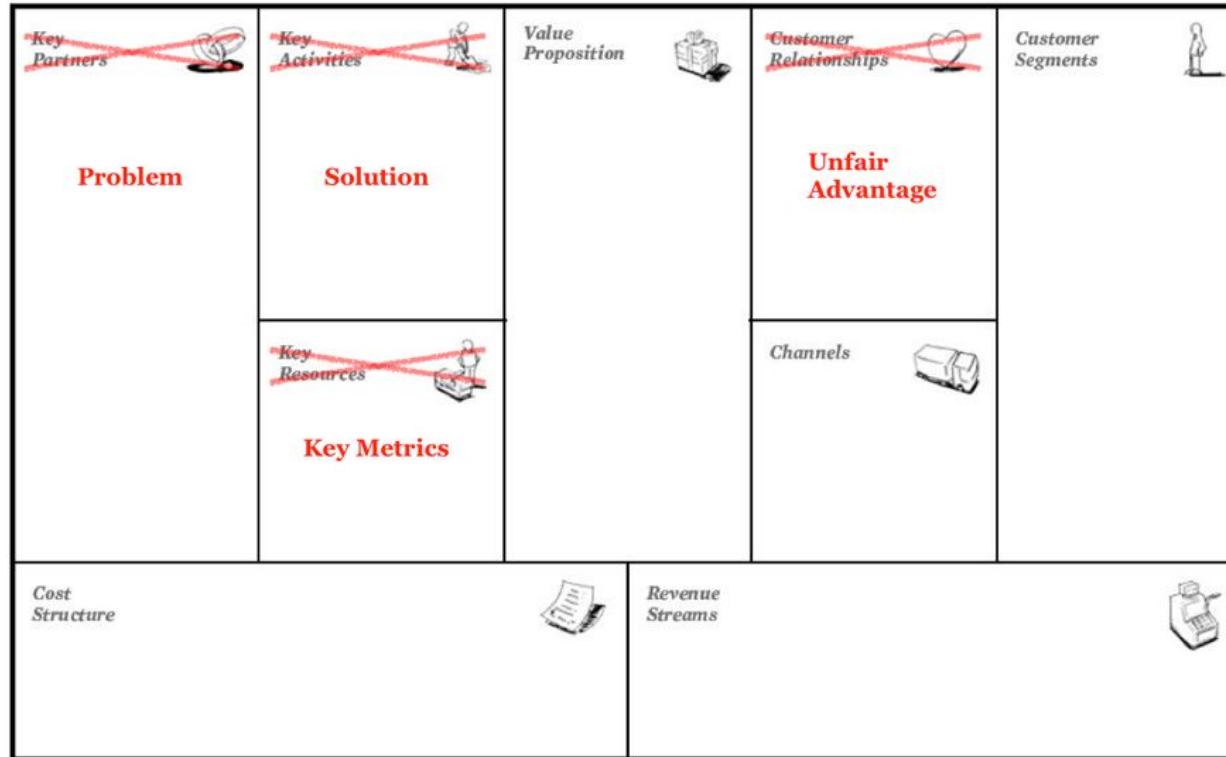 Key
Partners
Problem
Key
Activities
Solution
Key
Resources
Key Metrics
Value
Proposition
Customer
Relationships
Unfair
Advantage
Channels
Customer
Segments
Cost
Structure
Revenue
Streams